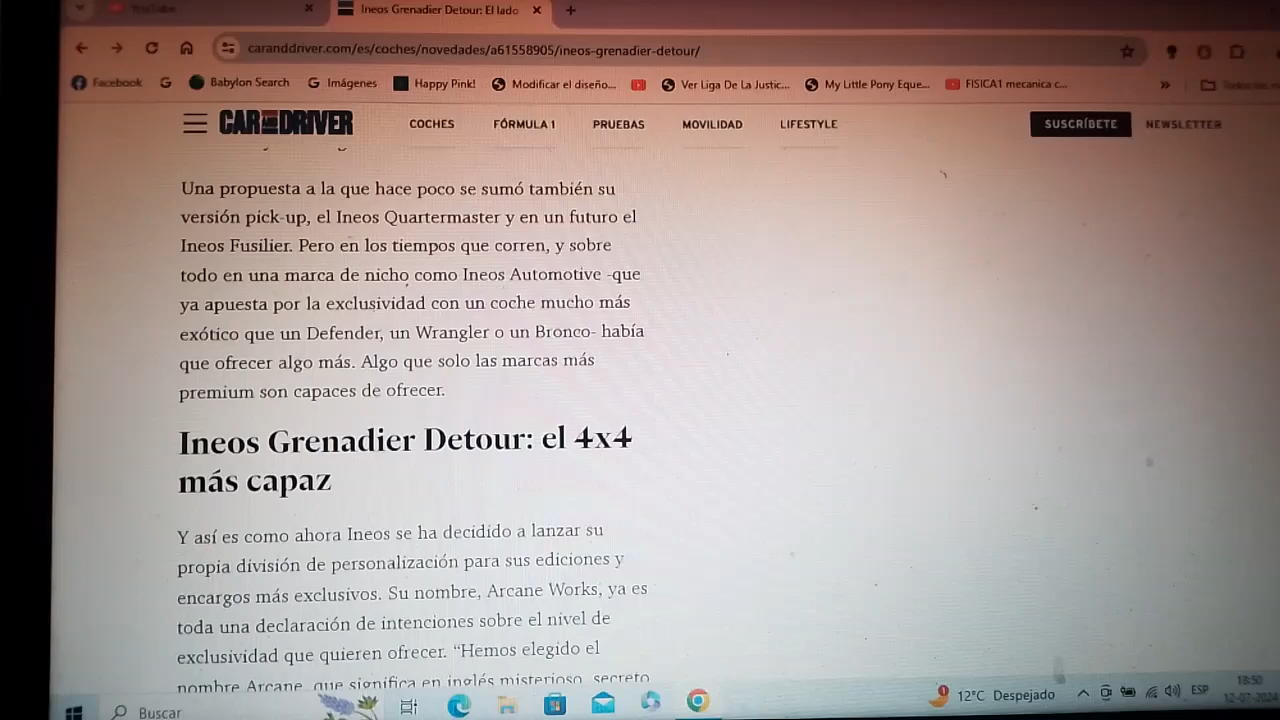 YouTube
Ineos Grenadier Detour: El lado
caranddriver.com/es/coches/novedades/a61558905/ineos-grenadier-detour/
Facebook
Babylon Search
Imágenes
Happy Pink!
Modificar el diseño...
Ver Liga De La Justic...
My Little Pony Eque...
FISICA1 mecanica c...
CAR AND DRIVER
COCHES
FÓRMULA 1
PRUEBAS
MOVILIDAD
LIFESTYLE
SUSCRÍBETE
NEWSLETTER
Una propuesta a la que hace poco se sumó también su
versión pick-up, el Ineos Quartermaster y en un futuro el
Ineos Fusilier. Pero en los tiempos que corren, y sobre
todo en una marca de nicho como Ineos Automotive -que
ya apuesta por la exclusividad con un coche mucho más
exótico que un Defender, un Wrangler o un Bronco- había
que ofrecer algo más. Algo que solo las marcas más
premium son capaces de ofrecer.
Ineos Grenadier Detour: el 4x4
más capaz
Y así es como ahora Ineos se ha decidido a lanzar su
propia división de personalización para sus ediciones y
encargos más exclusivos. Su nombre, Arcane Works, ya es
toda una declaración de intenciones sobre el nivel de
exclusividad que quieren ofrecer. “Hemos elegido el
nombre Arcane, que significa en inglés misterioso, secreto
Buscar
1
12°C Despejado
ESP
18:50
12-07-2024